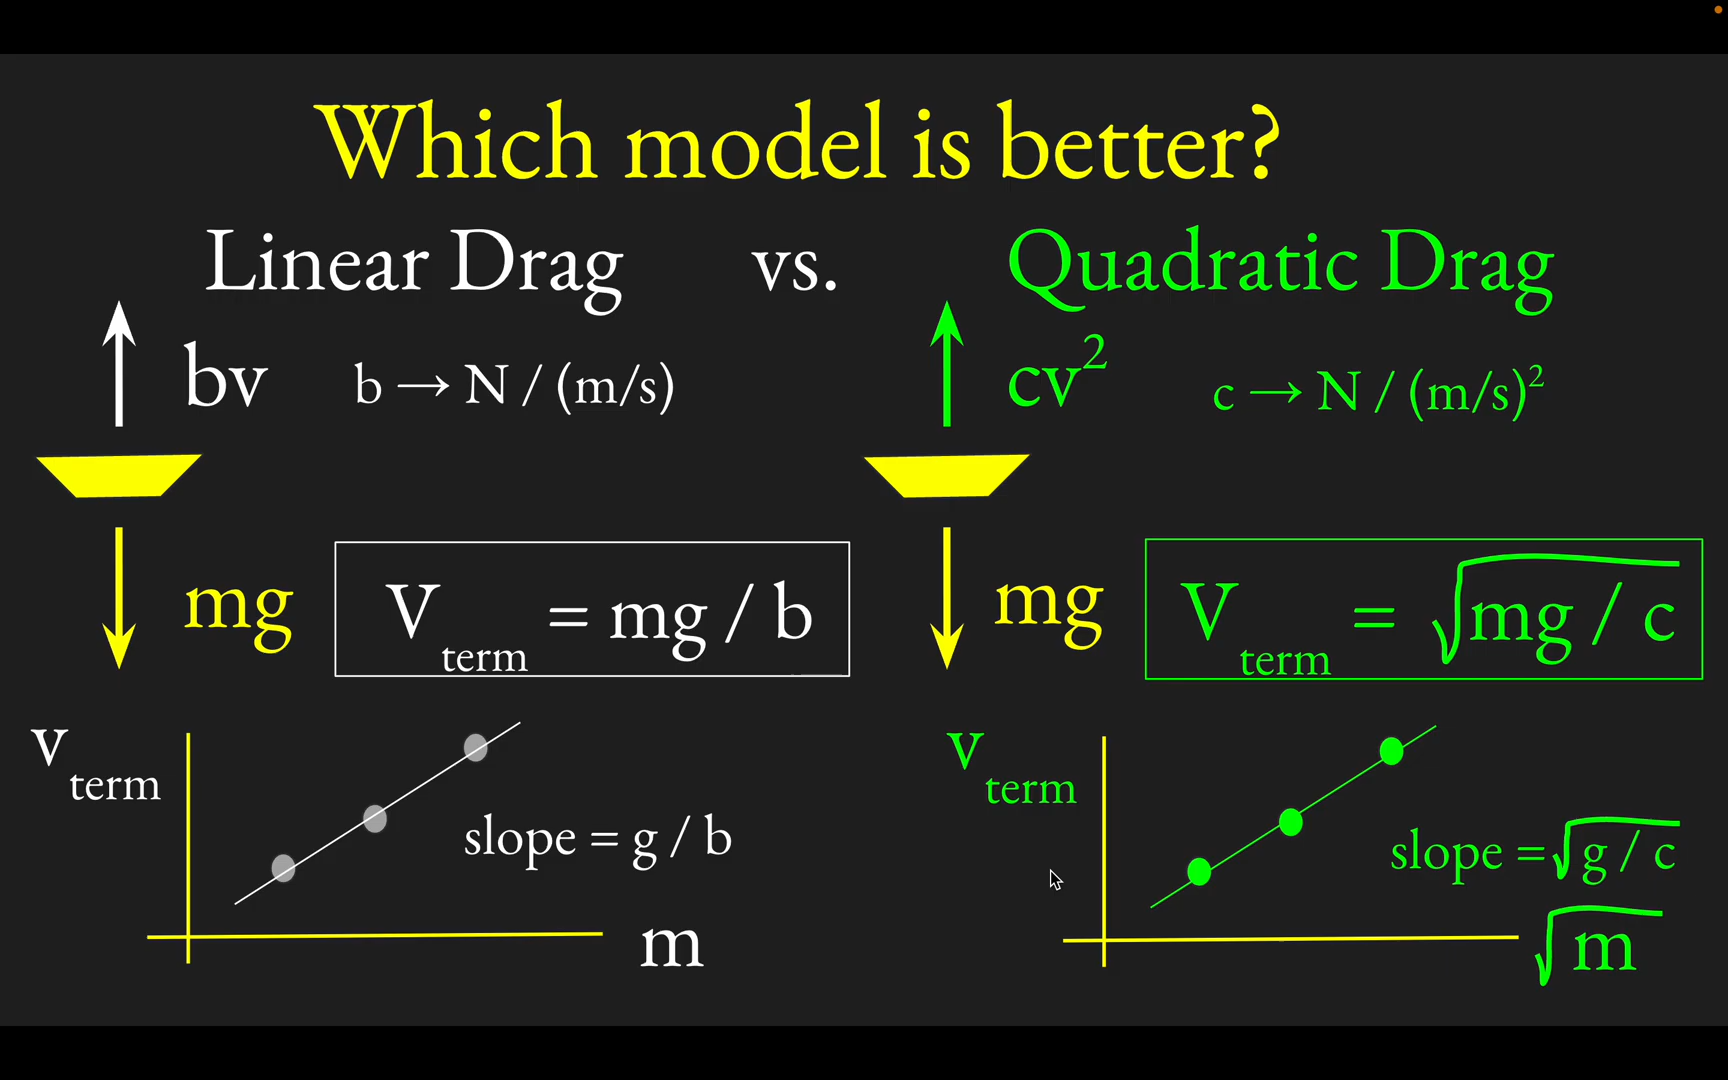 Which model is better?
Linear Drag vs. Quadratic Drag
bv b → N / (m/s)
cv² c → N / (m/s)²
mg
V term = mg / b
mg
V term = √mg / c
v term
slope = g / b
m
v term
slope = √g / c
√m